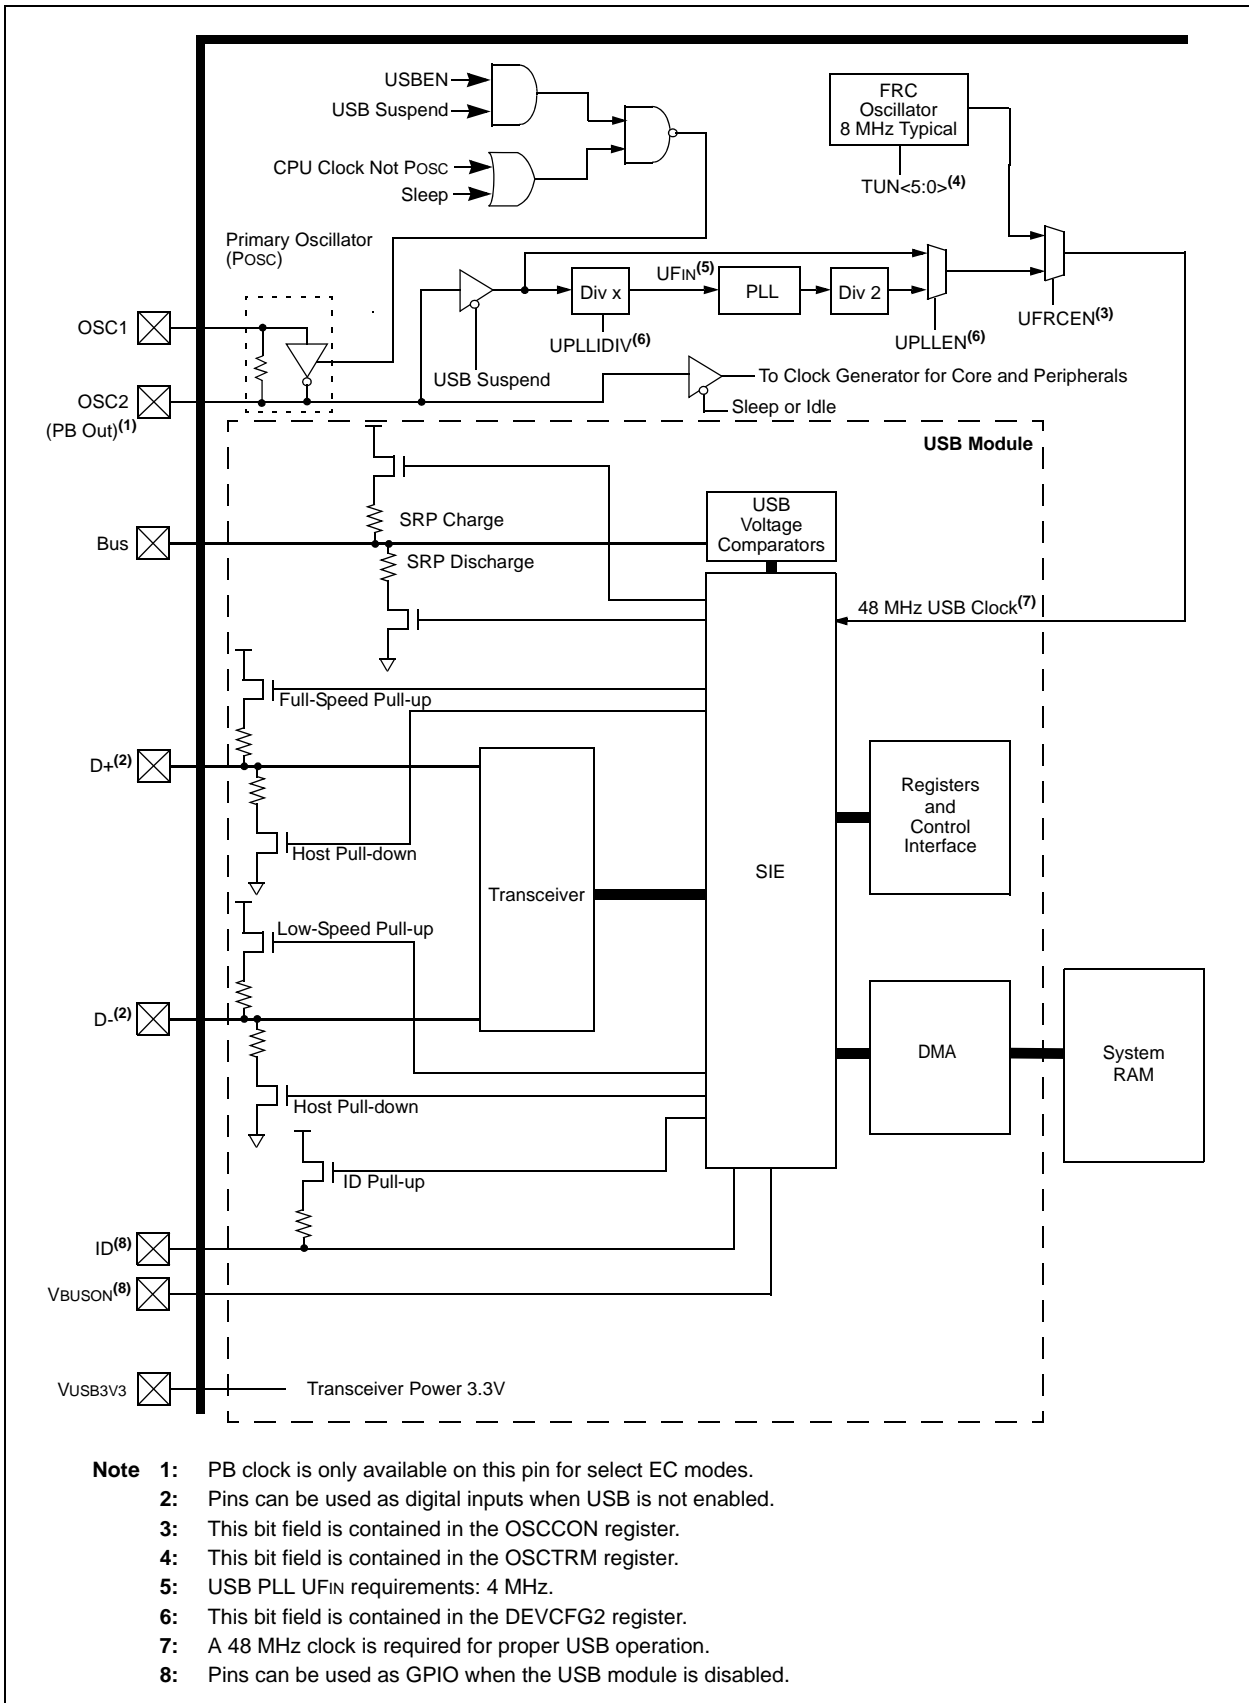 USBEN
USB Suspend
CPU Clock Not POSC
Sleep
FRC
Oscillator
8 MHz Typical
TUN<5:0>(4)
Primary Oscillator
(POSC)
UFIN(5)
Div x
PLL
Div 2
UPLLIDIV(6)
UPLLEN(6)
UFRCEN(3)
OSC1
USB Suspend
To Clock Generator for Core and Peripherals
OSC2
(PB Out)(1)
Sleep or Idle
USB Module
Bus
SRP Charge
SRP Discharge
USB
Voltage
Comparators
48 MHz USB Clock(7)
Full-Speed Pull-up
D+(2)
Host Pull-down
Registers
and
Control
Interface
SIE
Transceiver
Low-Speed Pull-up
D-(2)
Host Pull-down
DMA
System
RAM
ID Pull-up
ID(8)
VBUSON(8)
VUSB3V3
Transceiver Power 3.3V
Note 1: PB clock is only available on this pin for select EC modes.
2: Pins can be used as digital inputs when USB is not enabled.
3: This bit field is contained in the OSCCON register.
4: This bit field is contained in the OSCTRM register.
5: USB PLL UFIN requirements: 4 MHz.
6: This bit field is contained in the DEVCFG2 register.
7: A 48 MHz clock is required for proper USB operation.
8: Pins can be used as GPIO when the USB module is disabled.